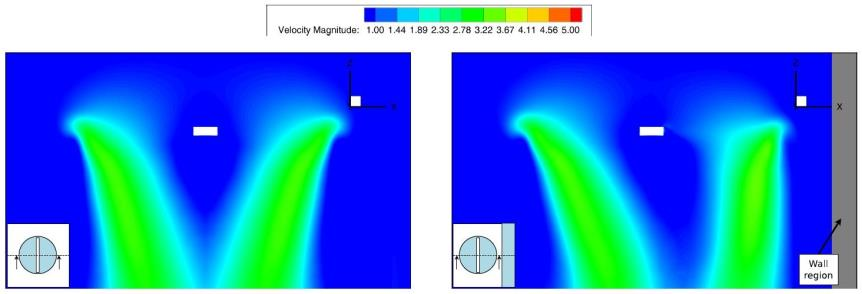 Velocity Magnitude: 1.00 1.44 1.89 2.33 2.78 3.22 3.67 4.11 4.56 5.00
Z
X
Z
X
Wall
region